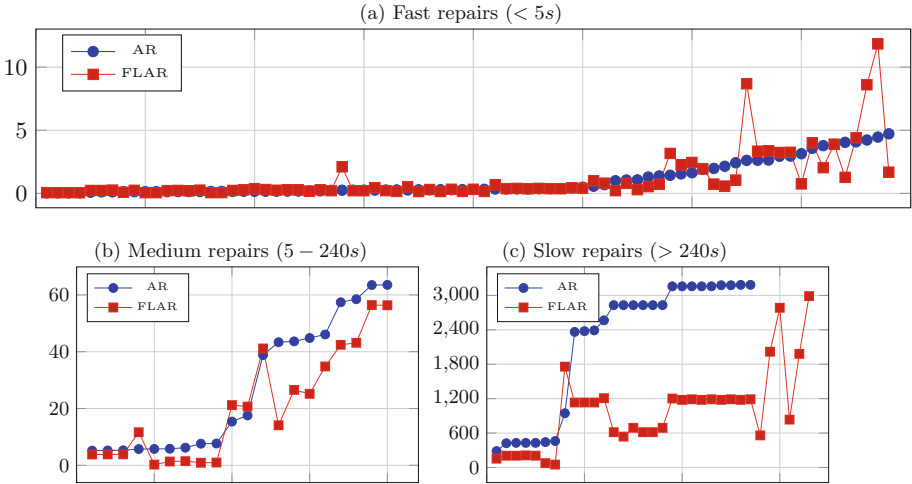 (a) Fast repairs (< 5s)
AR
FLAR
10
5
0
(b) Medium repairs (5 − 240s)
AR
FLAR
60
40
20
0
(c) Slow repairs (> 240s)
AR
FLAR
3,000
2,400
1,800
1,200
600
0